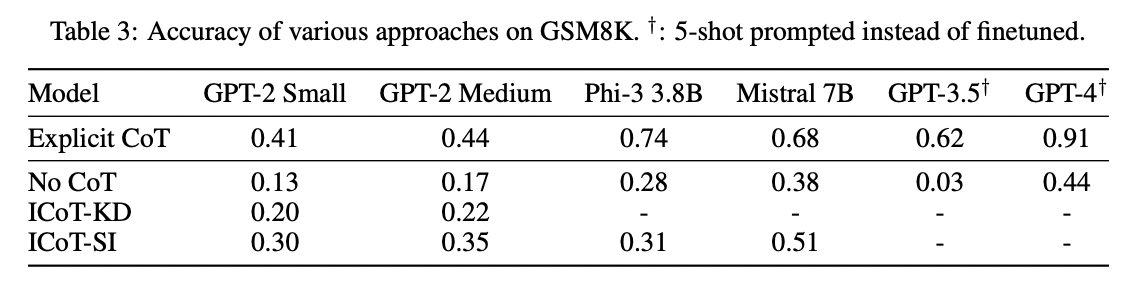 Table 3: Accuracy of various approaches on GSM8K. †: 5-shot prompted instead of finetuned.
Model GPT-2 Small GPT-2 Medium Phi-3 3.8B Mistral 7B GPT-3.5† GPT-4†
Explicit CoT 0.41 0.44 0.74 0.68 0.62 0.91
No CoT 0.13 0.17 0.28 0.38 0.03 0.44
ICoT-KD 0.20 0.22 - - - -
ICoT-SI 0.30 0.35 0.31 0.51 - -